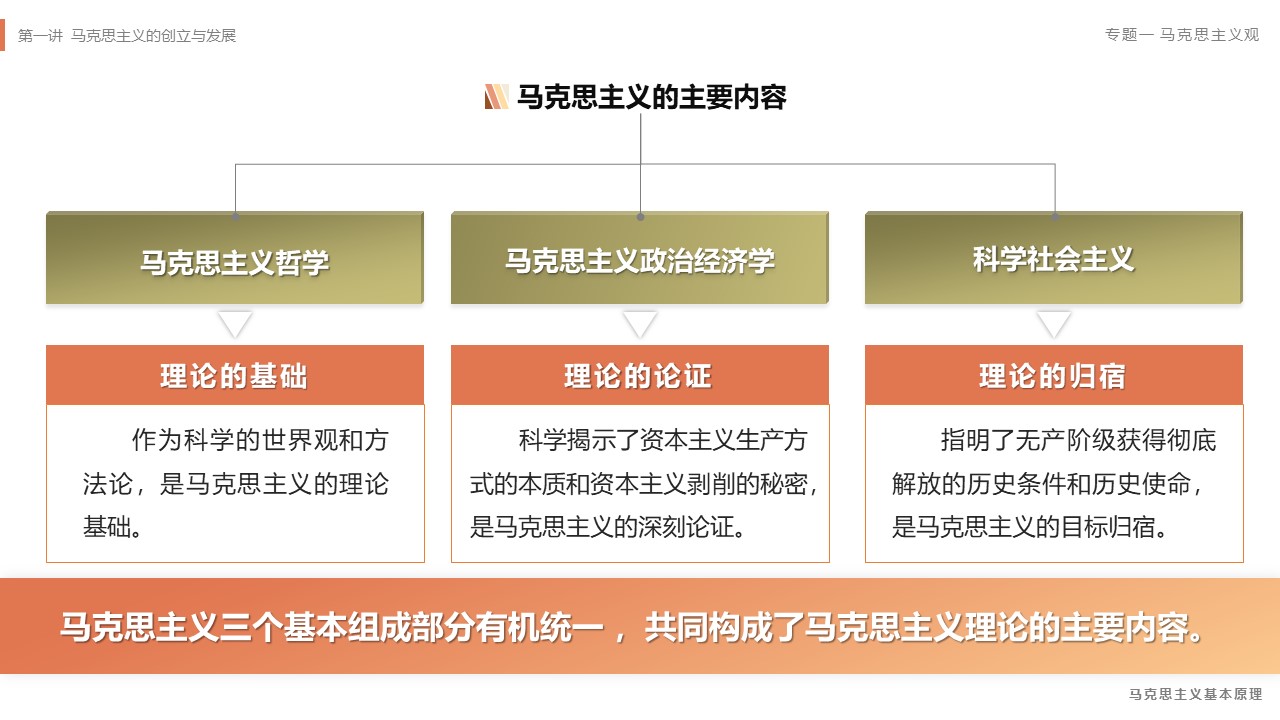 第一讲 马克思主义的创立与发展
专题一 马克思主义观
马克思主义的主要内容
马克思主义哲学
马克思主义政治经济学
科学社会主义
理论的基础
理论的论证
理论的归宿
作为科学的世界观和方
法论，是马克思主义的理论
基础。
科学揭示了资本主义生产方
式的本质和资本主义剥削的秘密，
是马克思主义的深刻论证。
指明了无产阶级获得彻底
解放的历史条件和历史使命，
是马克思主义的目标归宿。
马克思主义三个基本组成部分有机统一，共同构成了马克思主义理论的主要内容。
马克思主义基本原理